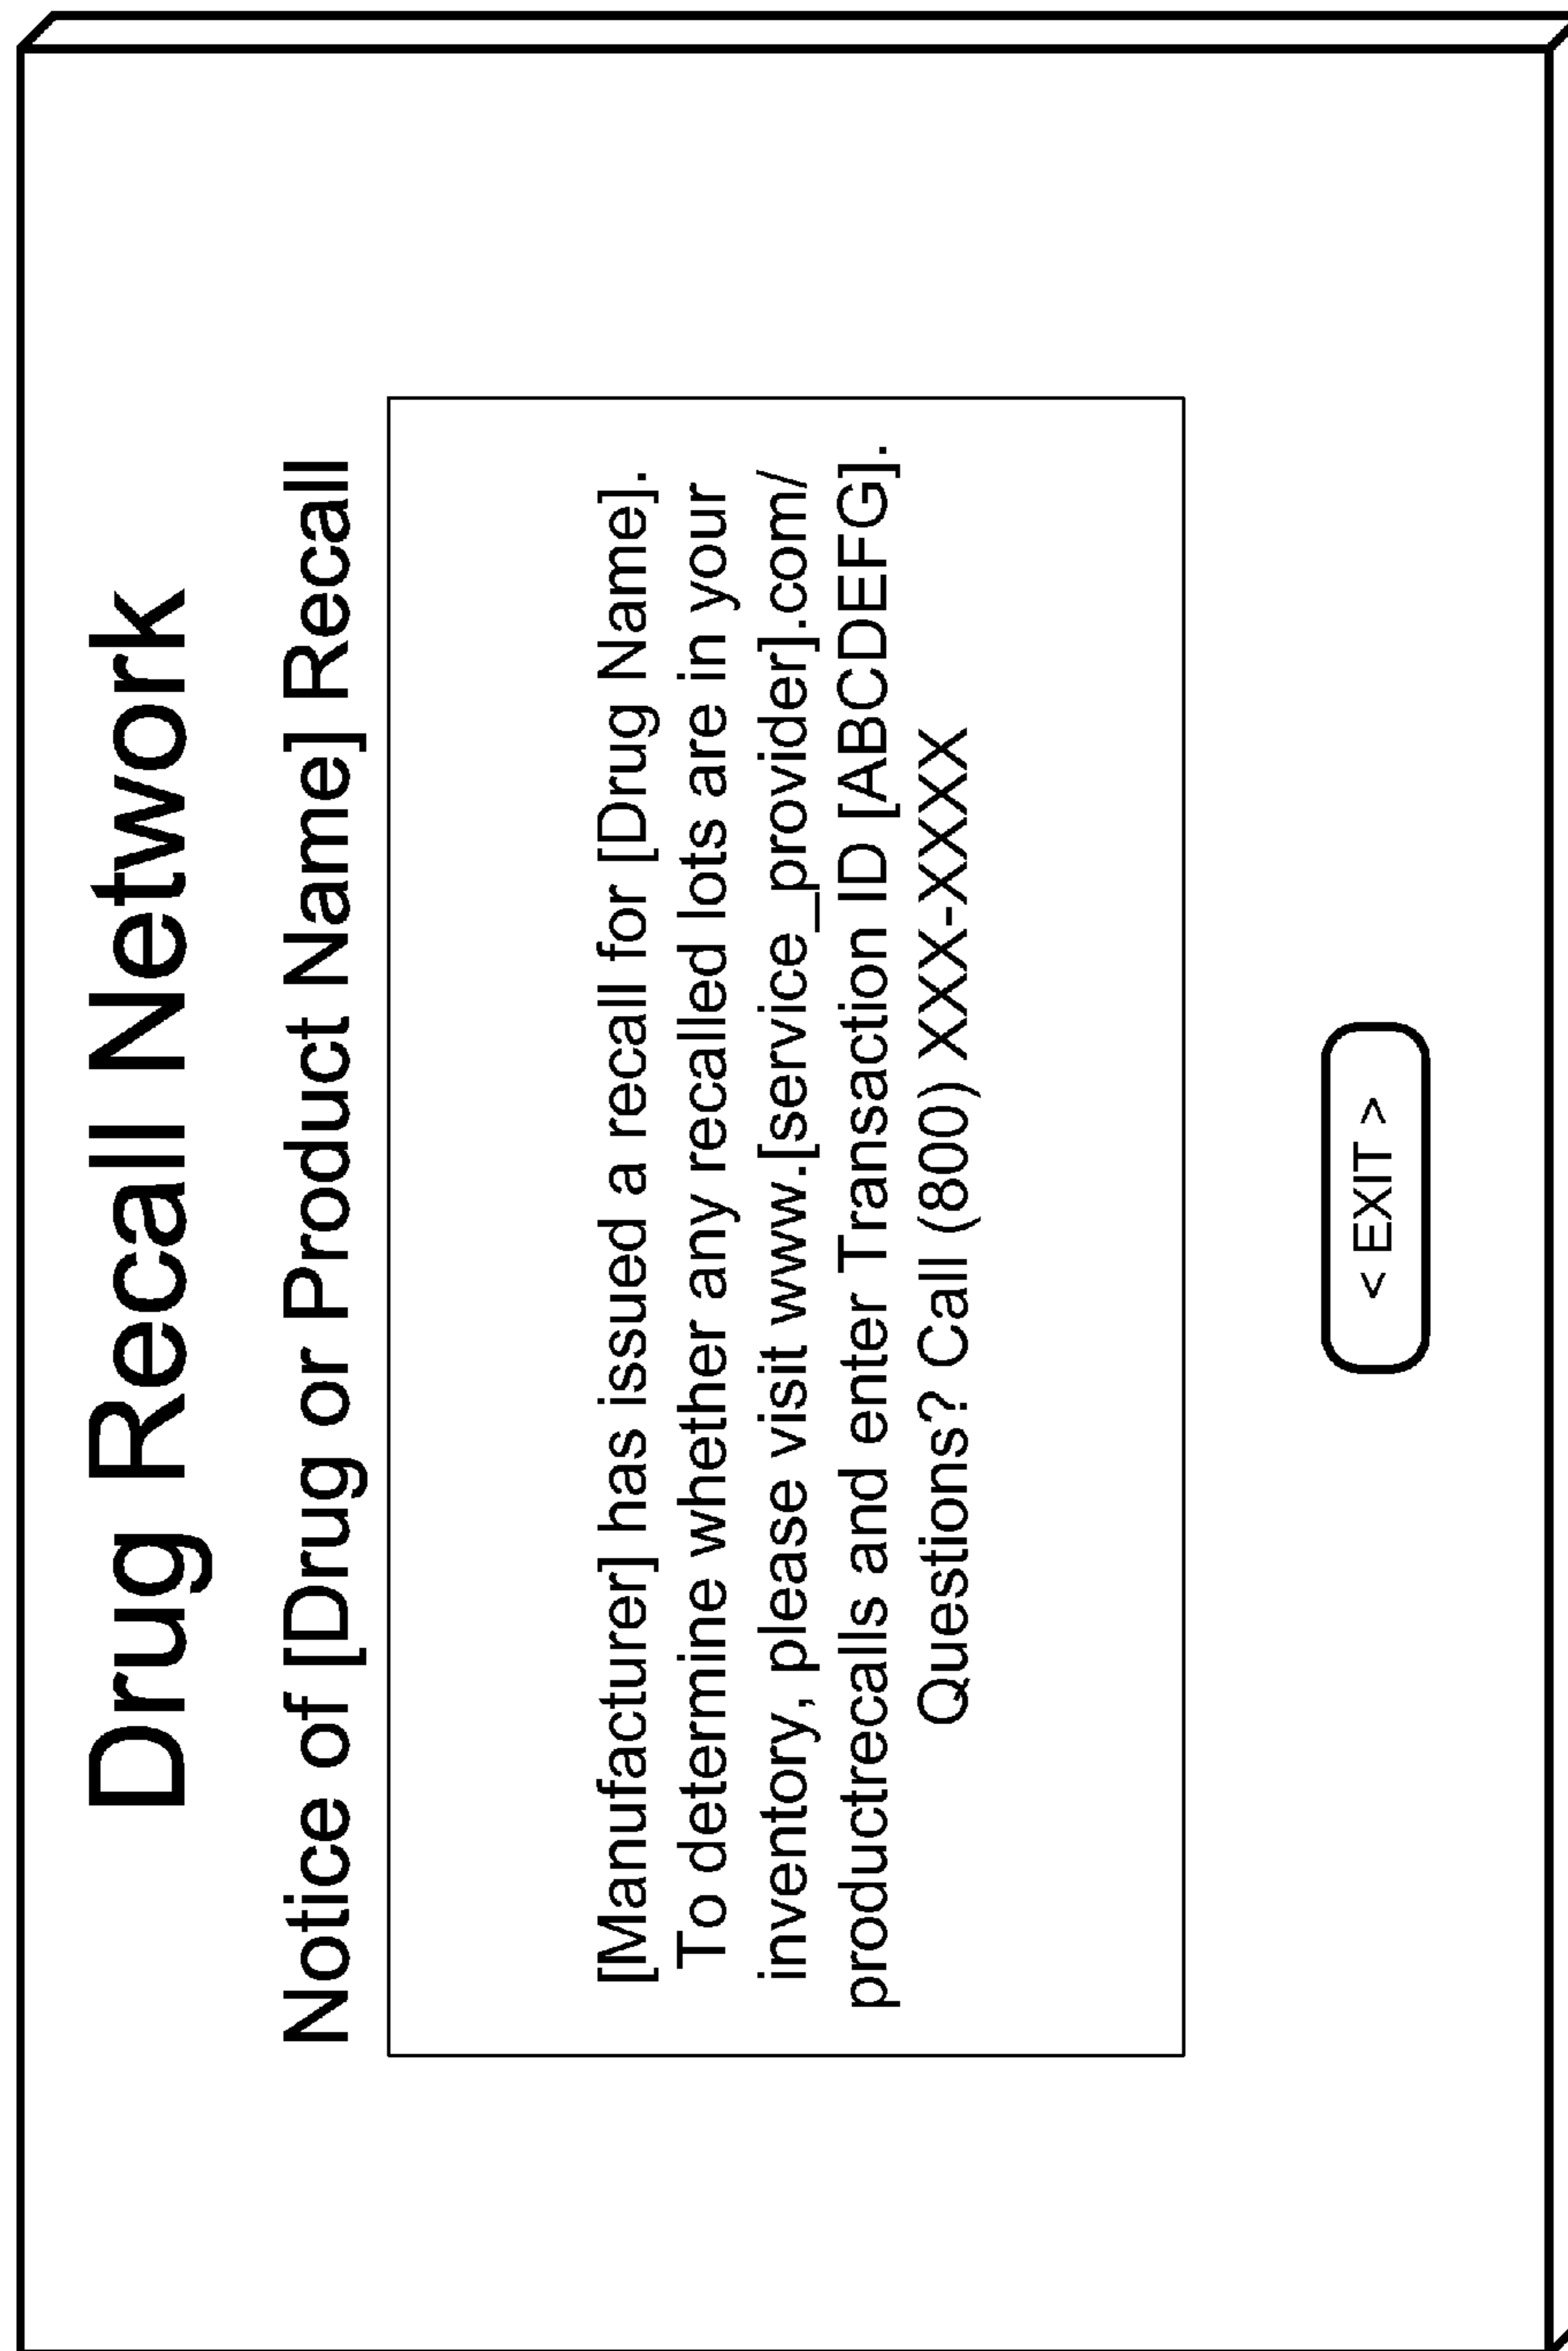 Drug Recall Network
Notice of [Drug or Product Name] Recall
[Manufacturer] has issued a recall for [Drug Name].
To determine whether any recalled lots are in your
inventory, please visit www.[service_provider].com/
productrecalls and enter Transaction ID [ABCDEFG].
Questions? Call (800) XXX-XXXX
< EXIT >